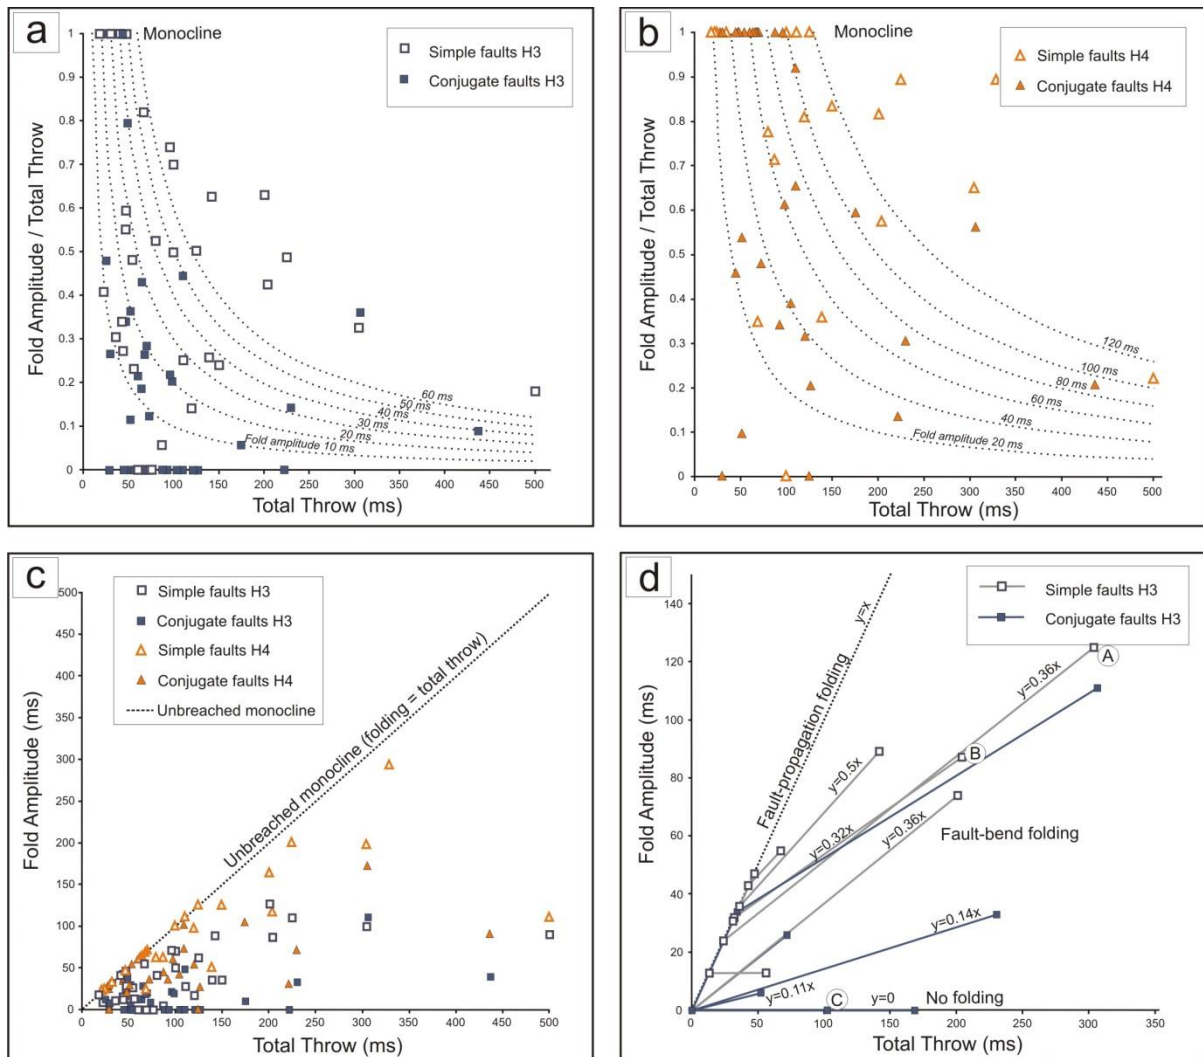 a
Monocline
Simple faults H3
Conjugate faults H3
1
0.9
0.8
0.7
0.6
0.5
0.4
0.3
0.2
0.1
0
Fold Amplitude / Total Throw
60 ms
50 ms
40 ms
30 ms
20 ms
Fold amplitude 10 ms
0 50 100 150 200 250 300 350 400 450 500
Total Throw (ms)
b
Monocline
Simple faults H4
Conjugate faults H4
1
0.9
0.8
0.7
0.6
0.5
0.4
0.3
0.2
0.1
0
Fold Amplitude / Total Throw
120 ms
100 ms
80 ms
60 ms
40 ms
Fold amplitude 20 ms
0 50 100 150 200 250 300 350 400 450 500
Total Throw (ms)
c
Simple faults H3
Conjugate faults H3
Simple faults H4
Conjugate faults H4
Unbreached monocline
500
450
400
350
300
250
200
150
100
50
0
Fold Amplitude (ms)
Unbreached monocline (folding = total throw)
0 50 100 150 200 250 300 350 400 450 500
Total Throw (ms)
d
Simple faults H3
Conjugate faults H3
140
120
100
80
60
40
20
0
Fold Amplitude (ms)
y=x
Fault-propagation folding
y=0.36x
A
B
y=0.5x
y=0.32x
y=0.36x
Fault-bend folding
y=0.14x
y=0.11x
C
y=0
No folding
0 50 100 150 200 250 300 350
Total Throw (ms)